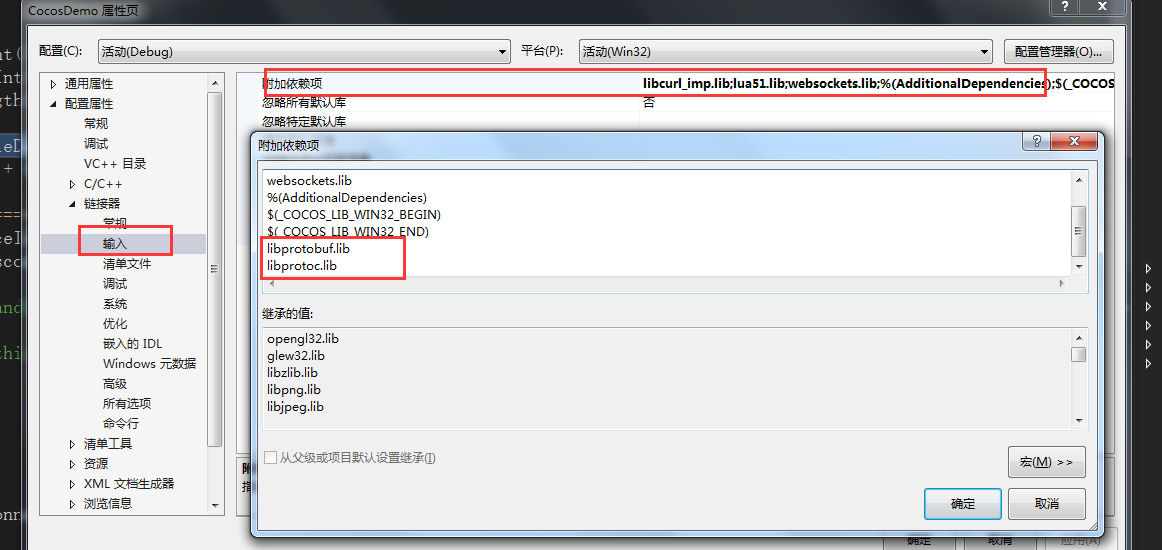 CocosDemo 属性页
配置(C):
活动(Debug)
平台(P):
活动(Win32)
配置管理器(O)...
通用属性
配置属性
常规
调试
VC++ 目录
C/C++
链接器
常规
输入
清单文件
调试
系统
优化
嵌入的 IDL
Windows 元数据
高级
所有选项
命令行
清单工具
资源
XML 文档生成器
浏览信息
附加依赖项
libcurl_imp.lib;lua51.lib;websockets.lib;%(AdditionalDependencies);$(_COCOS
忽略所有默认库
否
忽略特定默认库
附加依赖项
websockets.lib
%(AdditionalDependencies)
$(_COCOS_LIB_WIN32_BEGIN)
$(_COCOS_LIB_WIN32_END)
libprotobuf.lib
libprotoc.lib
继承的值:
opengl32.lib
glew32.lib
libzlib.lib
libpng.lib
libjpeg.lib
从父级或项目默认设置继承(I)
宏(M) >>
确定
取消
确定
取消
应用(A)